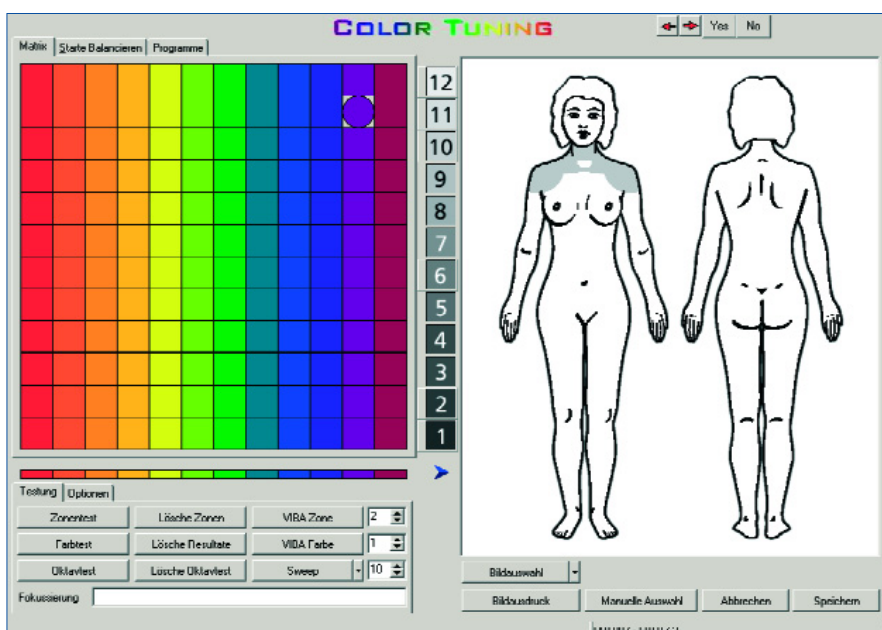 COLOR TUNING
Yes No
Matrix Starte Balancieren Programme
12
11
10
9
8
7
6
5
4
3
2
1
Testung Optionen
Zonentest Lösche Zonen VIBA Zone 2
Farbtest Lösche Resultate VIBA Farbe 1
Oktavtest Lösche Oktavtest Sweep 10
Fokussierung
Bildauswahl
Bildausdruck Manuelle Auswahl Abbrechen Speichern